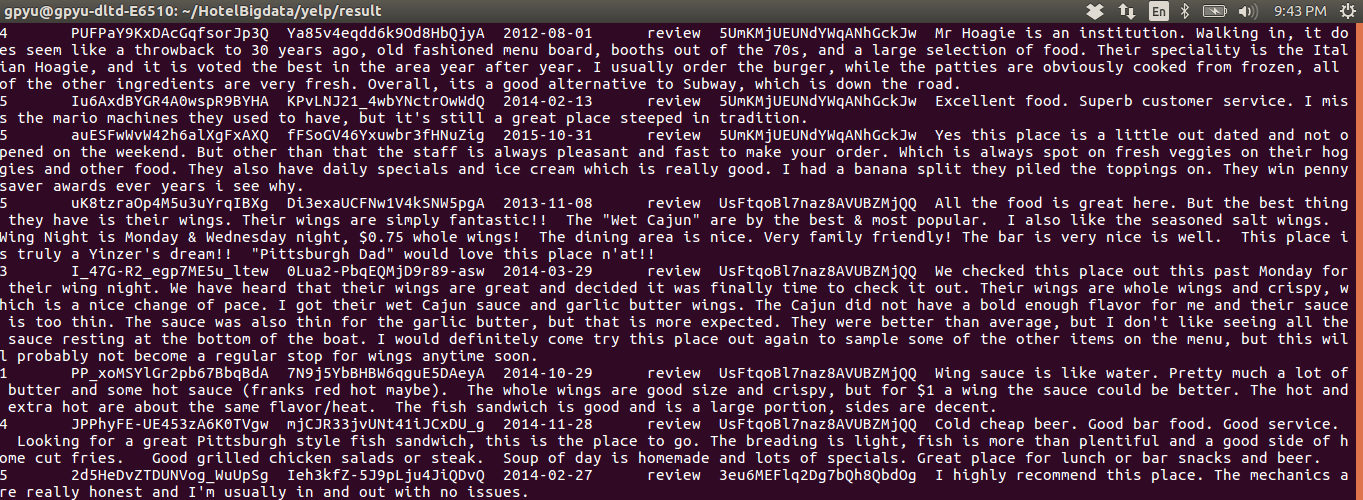 gpyu@gpyu-dltd-E6510: ~/HotelBigdata/yelp/result
En
9:43 PM
4 PUFPaY9KxDAcGqfsorJp3Q Ya85v4eqdd6k9Od8HbQjyA 2012-08-01 review 5UmKMjUEUNdYWqANhGckJw Mr Hoagie is an institution. Walking in, it do
es seem like a throwback to 30 years ago, old fashioned menu board, booths out of the 70s, and a large selection of food. Their speciality is the Ital
ian Hoagie, and it is voted the best in the area year after year. I usually order the burger, while the patties are obviously cooked from frozen, all
of the other ingredients are very fresh. Overall, its a good alternative to Subway, which is down the road.
5 Iu6AxdBYGR4A0wspR9BYHA KPvLNJ21_4wbYNctrOwWdQ 2014-02-13 review 5UmKMjUEUNdYWqANhGckJw Excellent food. Superb customer service. I mis
s the mario machines they used to have, but it's still a great place steeped in tradition.
5 auESFwWvW42h6alXgFxAXQ fFSoGV46Yxuwbr3fHNuZig 2015-10-31 review 5UmKMjUEUNdYWqANhGckJw Yes this place is a little out dated and not o
pened on the weekend. But other than that the staff is always pleasant and fast to make your order. Which is always spot on fresh veggies on their hog
gies and other food. They also have daily specials and ice cream which is really good. I had a banana split they piled the toppings on. They win penny
saver awards ever years i see why.
5 uK8tzraOp4M5u3uYrqIBXg Di3exaUCFNw1V4kSNW5pgA 2013-11-08 review UsFtqoBl7naz8AVUBZMjQQ All the food is great here. But the best thing
they have is their wings. Their wings are simply fantastic!! The "Wet Cajun" are by the best & most popular. I also like the seasoned salt wings.
Wing Night is Monday & Wednesday night, $0.75 whole wings! The dining area is nice. Very family friendly! The bar is very nice is well. This place i
s truly a Yinzer's dream!! "Pittsburgh Dad" would love this place n'at!!
3 I_47G-R2_egp7ME5u_ltew 0Lua2-PbqEQMjD9r89-asw 2014-03-29 review UsFtqoBl7naz8AVUBZMjQQ We checked this place out this past Monday for
their wing night. We have heard that their wings are great and decided it was finally time to check it out. Their wings are whole wings and crispy, w
hich is a nice change of pace. I got their wet Cajun sauce and garlic butter wings. The Cajun did not have a bold enough flavor for me and their sauce
is too thin. The sauce was also thin for the garlic butter, but that is more expected. They were better than average, but I don't like seeing all the
sauce resting at the bottom of the boat. I would definitely come try this place out again to sample some of the other items on the menu, but this wil
l probably not become a regular stop for wings anytime soon.
1 PP_xoMSYlGr2pb67BbqBdA 7N9j5YbBHBW6qguE5DAeyA 2014-10-29 review UsFtqoBl7naz8AVUBZMjQQ Wing sauce is like water. Pretty much a lot of
butter and some hot sauce (franks red hot maybe). The whole wings are good size and crispy, but for $1 a wing the sauce could be better. The hot and
extra hot are about the same flavor/heat. The fish sandwich is good and is a large portion, sides are decent.
4 JPPhyFE-UE453zA6K0TVgw mjCJR33jvUNt41iJCxDU_g 2014-11-28 review UsFtqoBl7naz8AVUBZMjQQ Cold cheap beer. Good bar food. Good service.
Looking for a great Pittsburgh style fish sandwich, this is the place to go. The breading is light, fish is more than plentiful and a good side of h
ome cut fries. Good grilled chicken salads or steak. Soup of day is homemade and lots of specials. Great place for lunch or bar snacks and beer.
5 2d5HeDvZTDUNVog_WuUpSg Ieh3kfZ-5J9pLju4JiQDvQ 2014-02-27 review 3eu6MEFlq2Dg7bQh8QbdOg I highly recommend this place. The mechanics a
re really honest and I'm usually in and out with no issues.